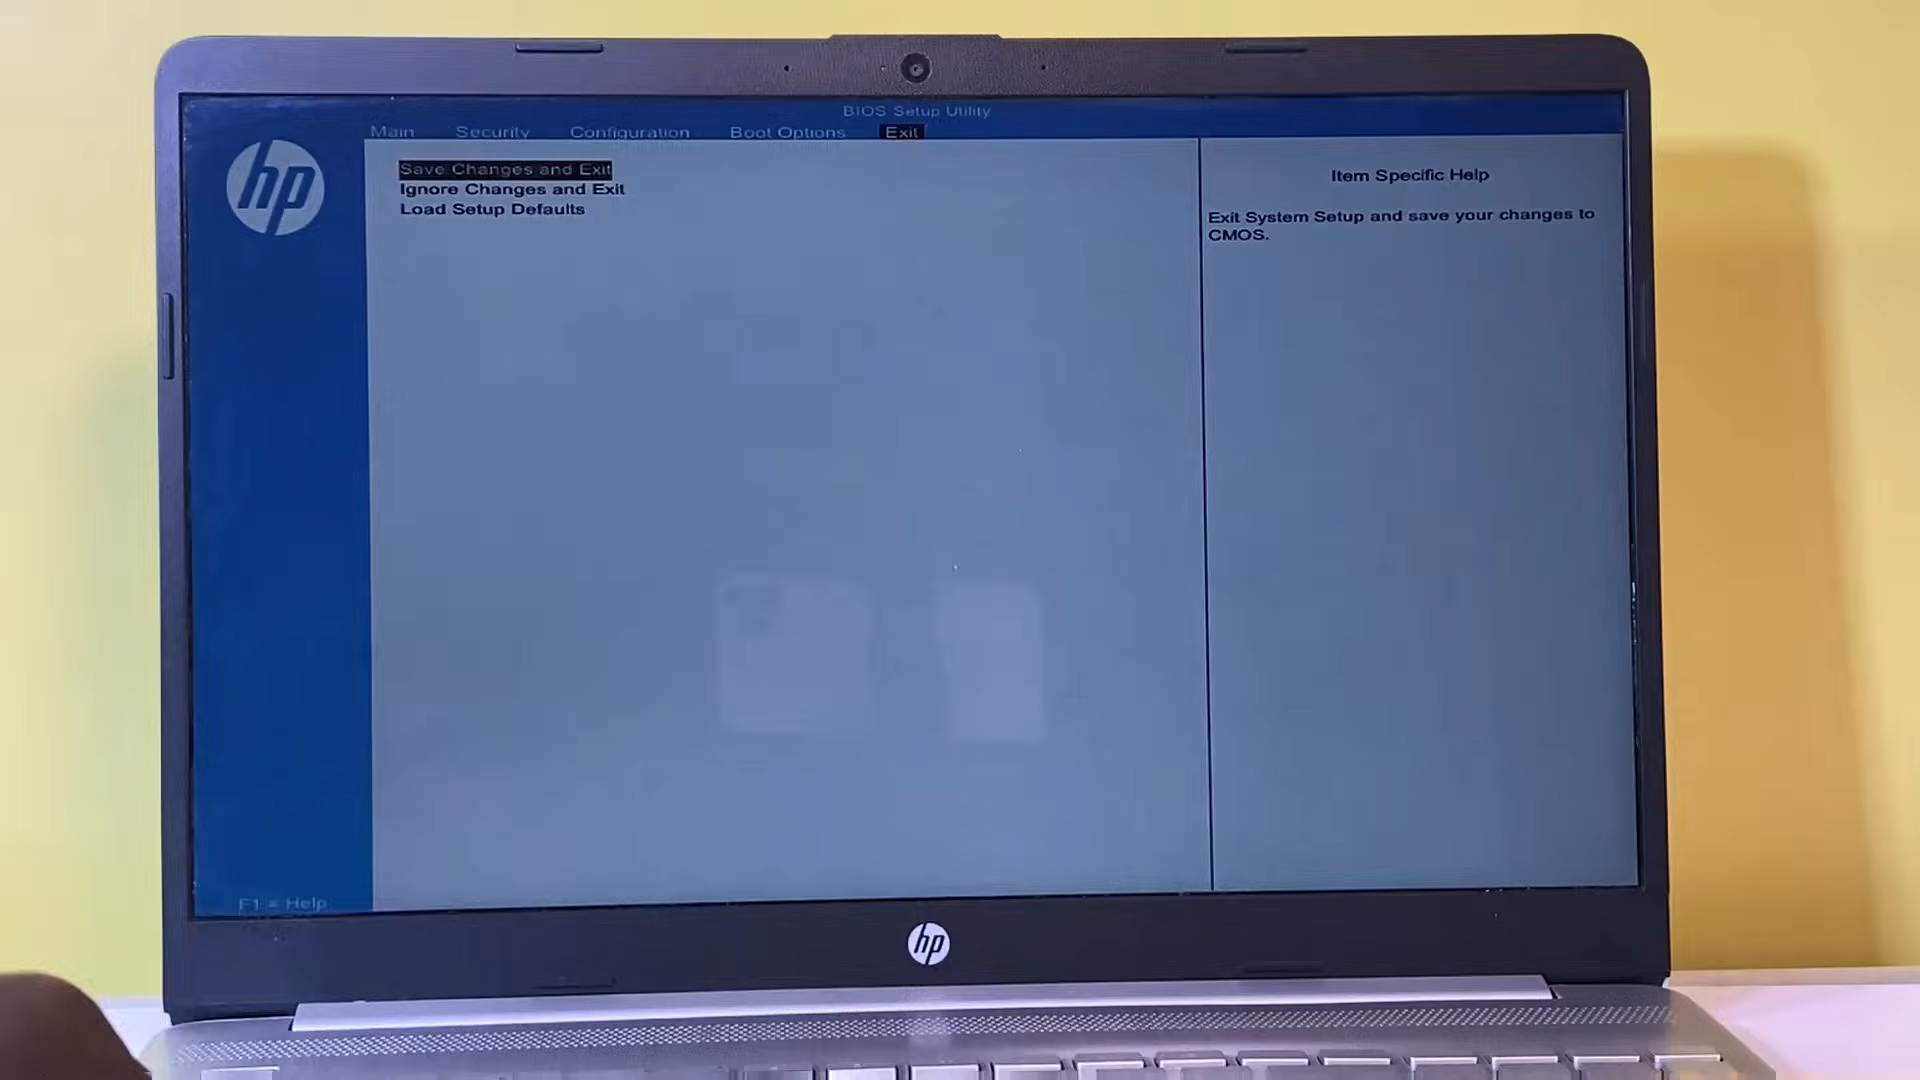 BIOS Setup Utility
Main Security Configuration Boot Options Exit
hp
Save Changes and Exit
Ignore Changes and Exit
Load Setup Defaults
Item Specific Help
Exit System Setup and save your changes to
CMOS.
F1 = Help
hp